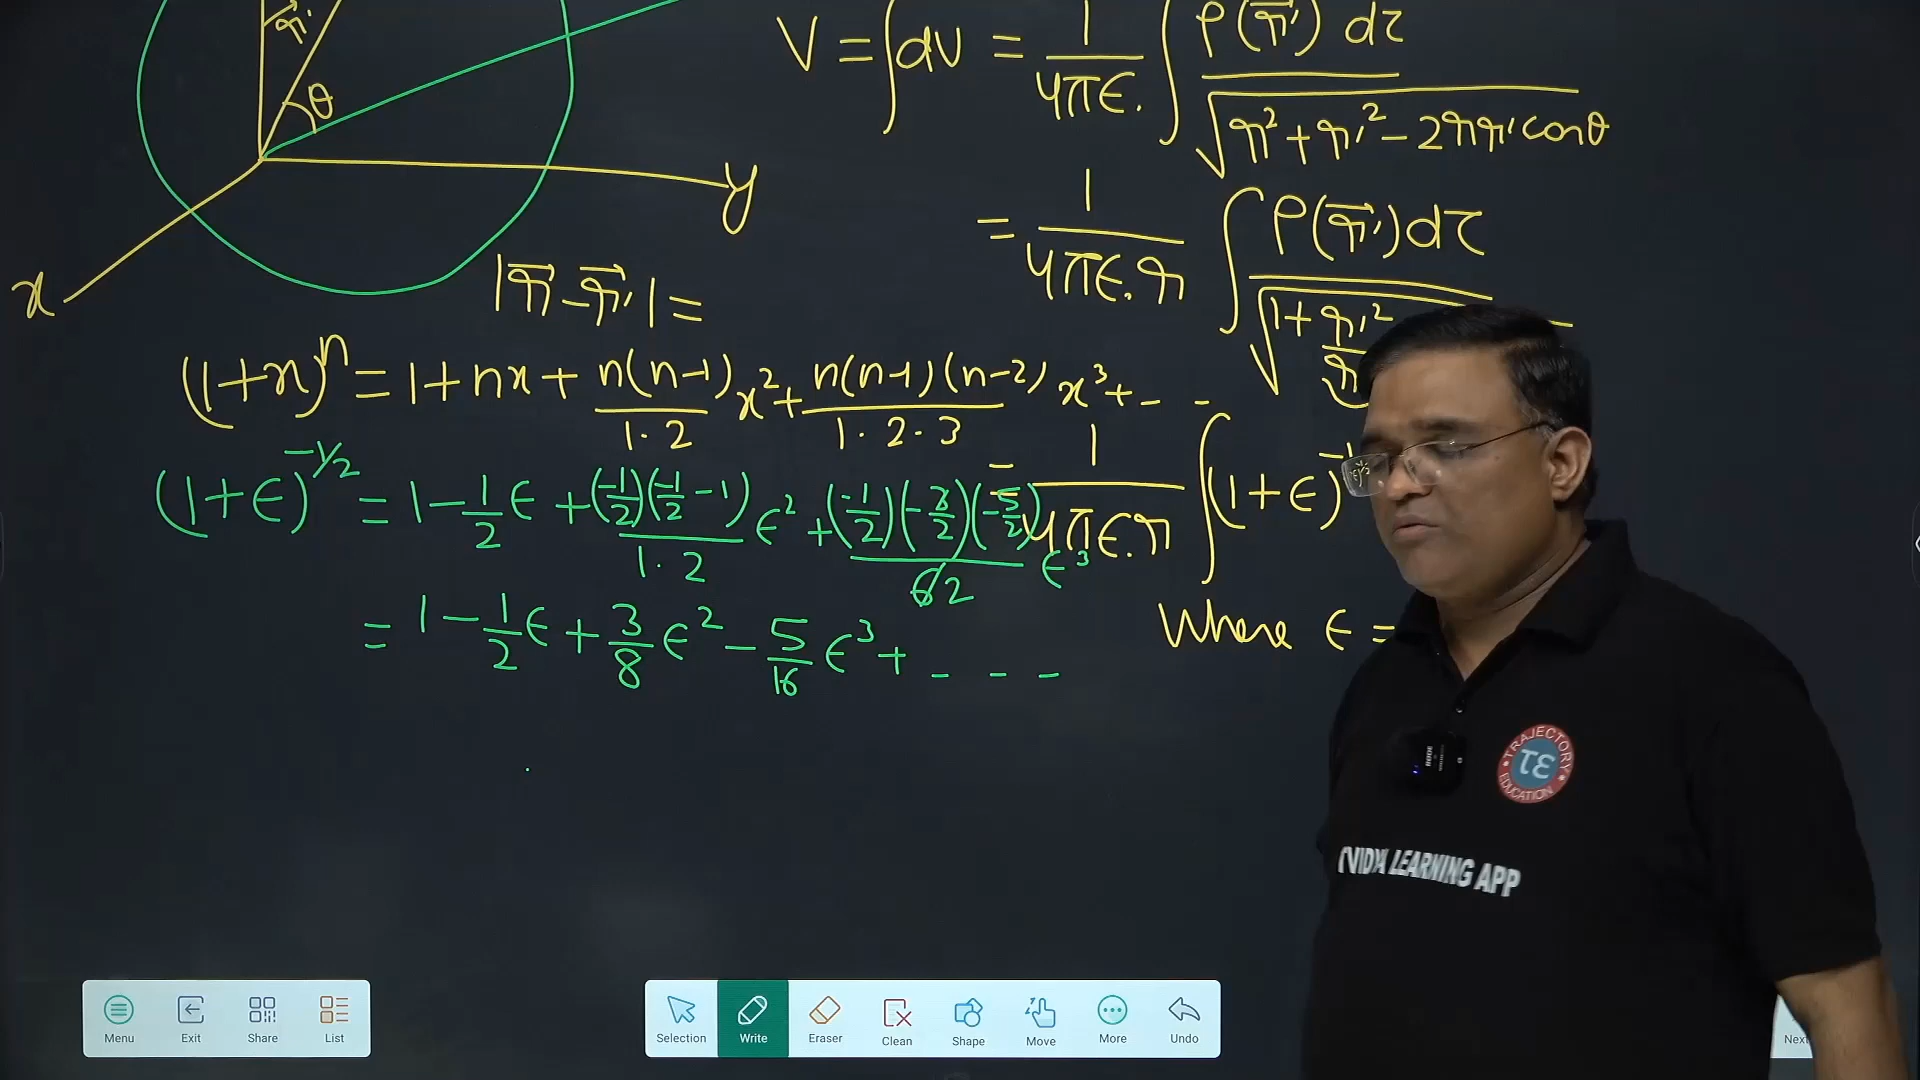 r⃗'
θ
y
x
V = ∫dV = 1/4πϵ₀ ∫ ρ(r⃗') dτ / √(r² + r'² - 2rr'cosθ)
= 1/4πϵ₀r ∫ ρ(r⃗')dτ / √(1 + r'²/r
|r⃗ - r⃗'| =
(1+x)ⁿ = 1 + nx + n(n-1)/1·2 x² + n(n-1)(n-2)/1·2·3 x³ + - -
= 1/4πϵ₀r ∫(1+ϵ)
(1+ϵ)^(-1/2) = 1 - 1/2 ϵ + (-1/2)(-1/2 - 1)/1·2 ϵ² + (-1/2)(-3/2)(-5/2)/62 ϵ³
= 1 - 1/2 ϵ + 3/8 ϵ² - 5/16 ϵ³ + - - -
Where ϵ =
TRAJECTORY
τε
EDUCATION
RODE
VIDYA LEARNING APP
Menu Exit Share List
Selection Write Eraser Clean Shape Move More Undo
Next